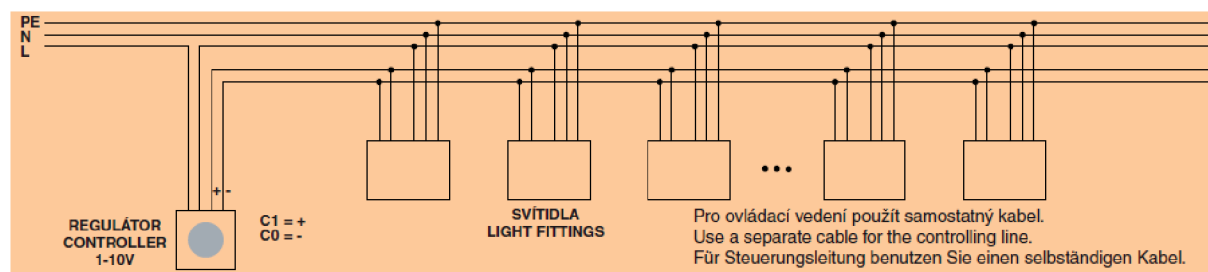 PE
N
L
+ -
REGULÁTOR
CONTROLLER
1-10V
C1 = +
C0 = -
SVÍTIDLA
LIGHT FITTINGS
Pro ovládací vedení použít samostatný kabel.
Use a separate cable for the controlling line.
Für Steuerungsleitung benutzen Sie einen selbständigen Kabel.